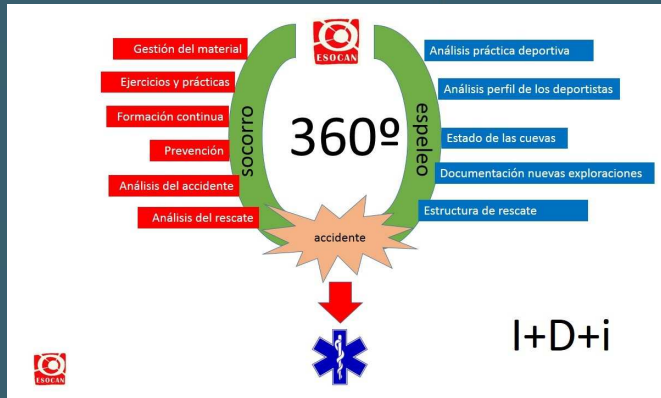 ESOCAN
Gestión del material
Ejercicios y prácticas
Formación continua
Prevención
Análisis del accidente
Análisis del rescate
socorro
360º
espeleo
Análisis práctica deportiva
Análisis perfil de los deportistas
Estado de las cuevas
Documentación nuevas exploraciones
Estructura de rescate
accidente
I+D+i
ESOCAN